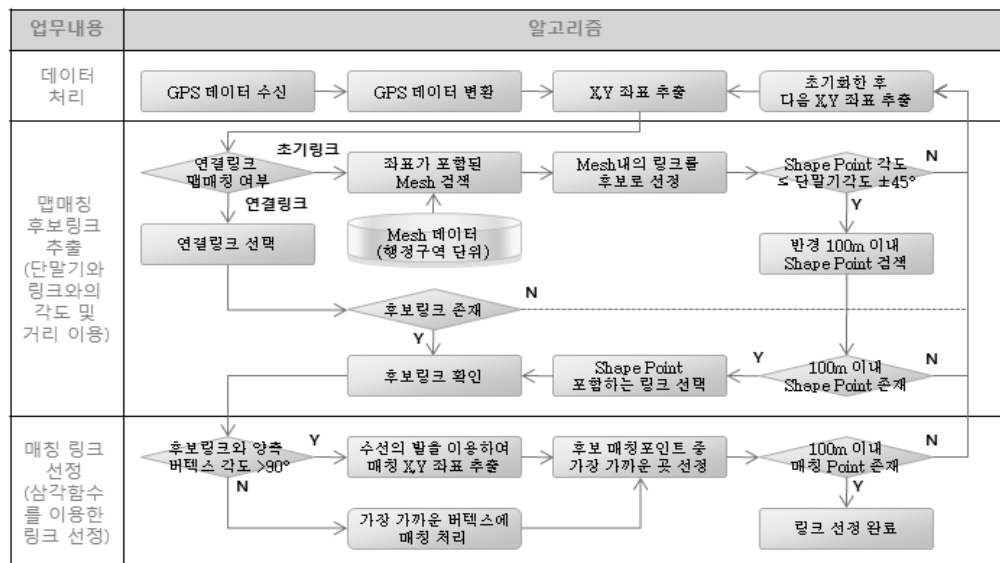 업무내용
알고리즘
데이터
처리
GPS 데이터 수신
GPS 데이터 변환
X,Y 좌표 추출
초기화한 후
다음 X,Y 좌표 추출
맵매칭
후보링크
추출
(단말기와
링크와의
각도 및
거리 이용)
연결링크
맵매칭 여부
초기링크
연결링크
좌표가 포함된
Mesh 검색
Mesh내의 링크를
후보로 선정
Shape Point 각도
≤ 단말기각도 ±45°
N
Y
연결링크 선택
Mesh 데이터
(행정구역 단위)
반경 100m 이내
Shape Point 검색
후보링크 존재
N
Y
후보링크 확인
Shape Point
포함하는 링크 선택
Y
100m 이내
Shape Point 존재
N
매칭 링크
선정
(삼각함수
를 이용한
링크 선정)
후보링크와 양측
버텍스 각도 >90°
Y
N
수선의 발을 이용하여
매칭 X,Y 좌표 추출
후보 매칭포인트 중
가장 가까운 곳 선정
100m 이내
매칭 Point 존재
N
Y
가장 가까운 버텍스에
매칭 처리
링크 선정 완료